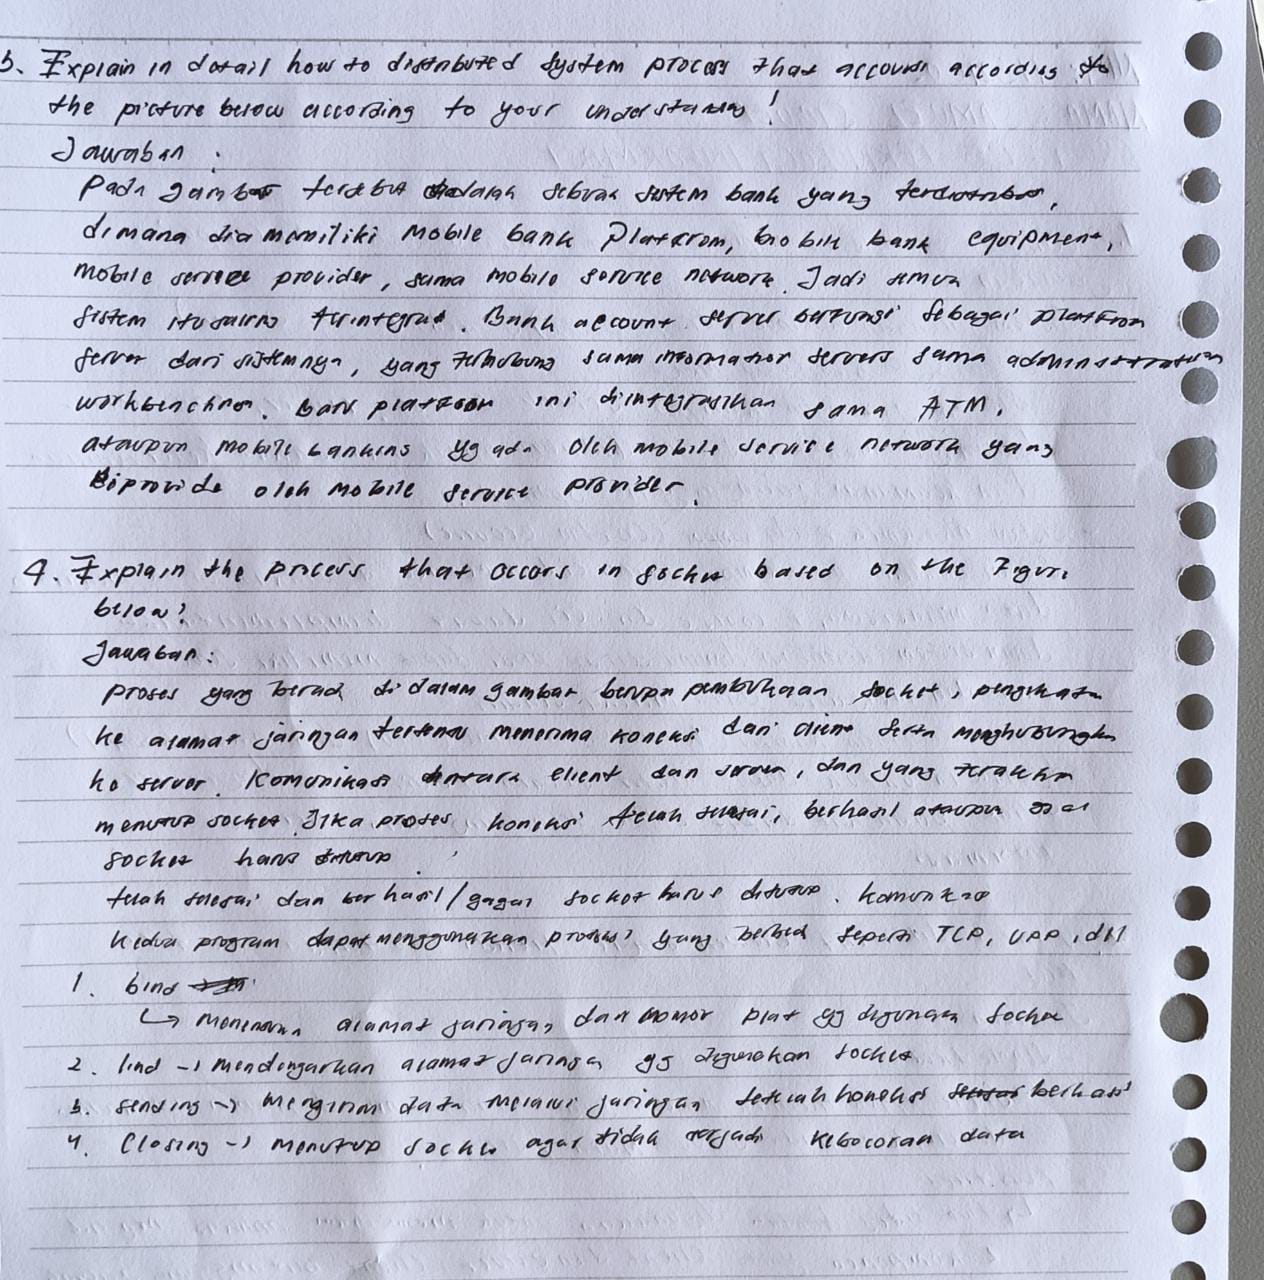 3. Explain in detail how to distributed system process that accours according to
the picture below according to your understanding!
Jawaban :
Pada gambar tersebut adalah sebuah sistem bank yang terdistribusi,
dimana dia memiliki mobile bank platfrom, mobile bank equipment,
mobile service provider, sama mobile service network. Jadi semua
sistem itu saling terintegrasi. Bank account server berfungsi sebagai platfrom
server dari sistemnya, yang terhubung sama information servers sama administration
workbenches. bank platfrom ini diintegrasikan sama ATM,
ataupun mobile banking yg ada oleh mobile service network yang
diprovide oleh mobile service provider.
4. Explain the process that occors in socket based on the figure
below?
Jawaban :
proses yang berada di dalam gambar berupa pembukaan socket, pengikatan
ke alamat jaringan tertentu menerima koneksi dari client serta menghubungkan
ke server. Komunikasi antara client dan server, dan yang terakhir
menutup socket. Jika proses koneksi telah selesai, berhasil ataupun gagal
socket harus ditutup
telah selesai dan berhasil/gagal socket harus ditutup. komunikasi
kedua program dapat menggunakan yang berbeda seperti TCP, UDP, dll
1. bind
↳ menentukan alamat jaringan dan nomor yg digunakan socket
2. lind → mendengarkan alamat jaringan yg digunakan socket
3. sending → mengirim data melalui jaringan setelah koneksi berhasil
4. Closing → menutup socket agar tidak terjadi kebocoran data